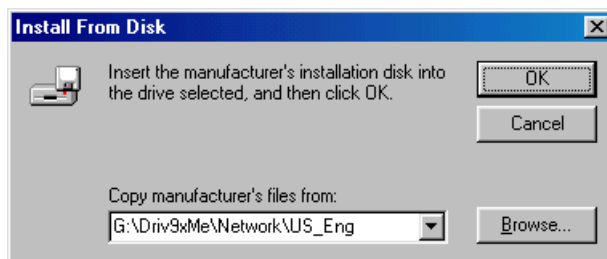 Install From Disk
Insert the manufacturer's installation disk into
the drive selected, and then click OK.
OK
Cancel
Copy manufacturer's files from:
G:\Driv9xMe\Network\US_Eng
Browse...